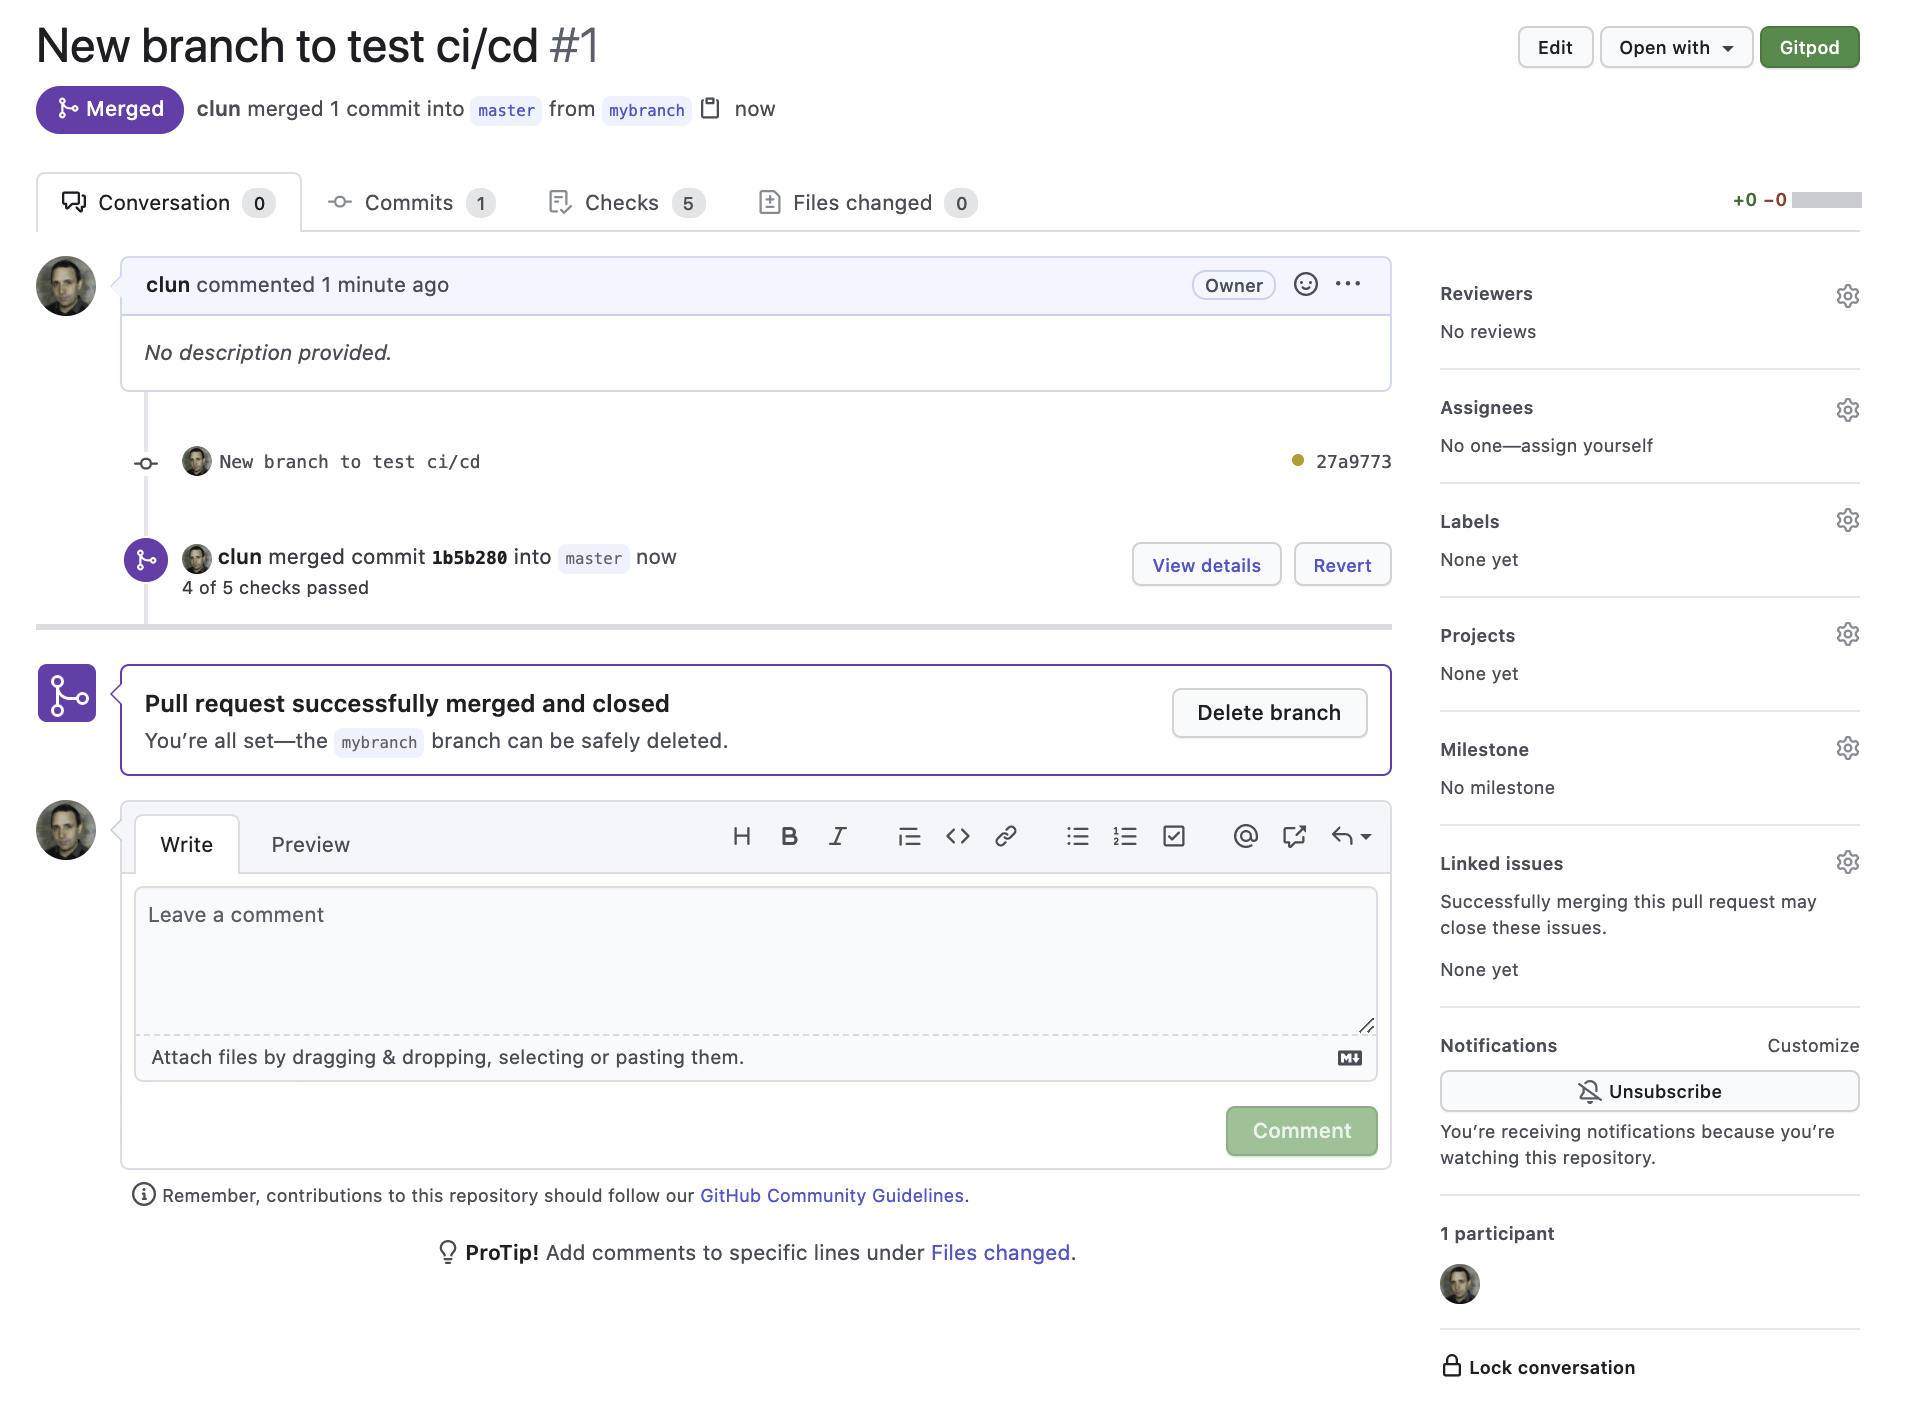 New branch to test ci/cd #1
Edit
Open with
Gitpod
Merged
clun merged 1 commit into master from mybranch now
Conversation 0
Commits 1
Checks 5
Files changed 0
+0 −0
clun commented 1 minute ago
Owner
No description provided.
New branch to test ci/cd
27a9773
clun merged commit 1b5b280 into master now
4 of 5 checks passed
View details
Revert
Pull request successfully merged and closed
You’re all set—the mybranch branch can be safely deleted.
Delete branch
Write
Preview
Leave a comment
Attach files by dragging & dropping, selecting or pasting them.
Comment
Remember, contributions to this repository should follow our GitHub Community Guidelines.
ProTip! Add comments to specific lines under Files changed.
Reviewers
No reviews
Assignees
No one—assign yourself
Labels
None yet
Projects
None yet
Milestone
No milestone
Linked issues
Successfully merging this pull request may
close these issues.
None yet
Notifications
Customize
Unsubscribe
You’re receiving notifications because you’re
watching this repository.
1 participant
Lock conversation